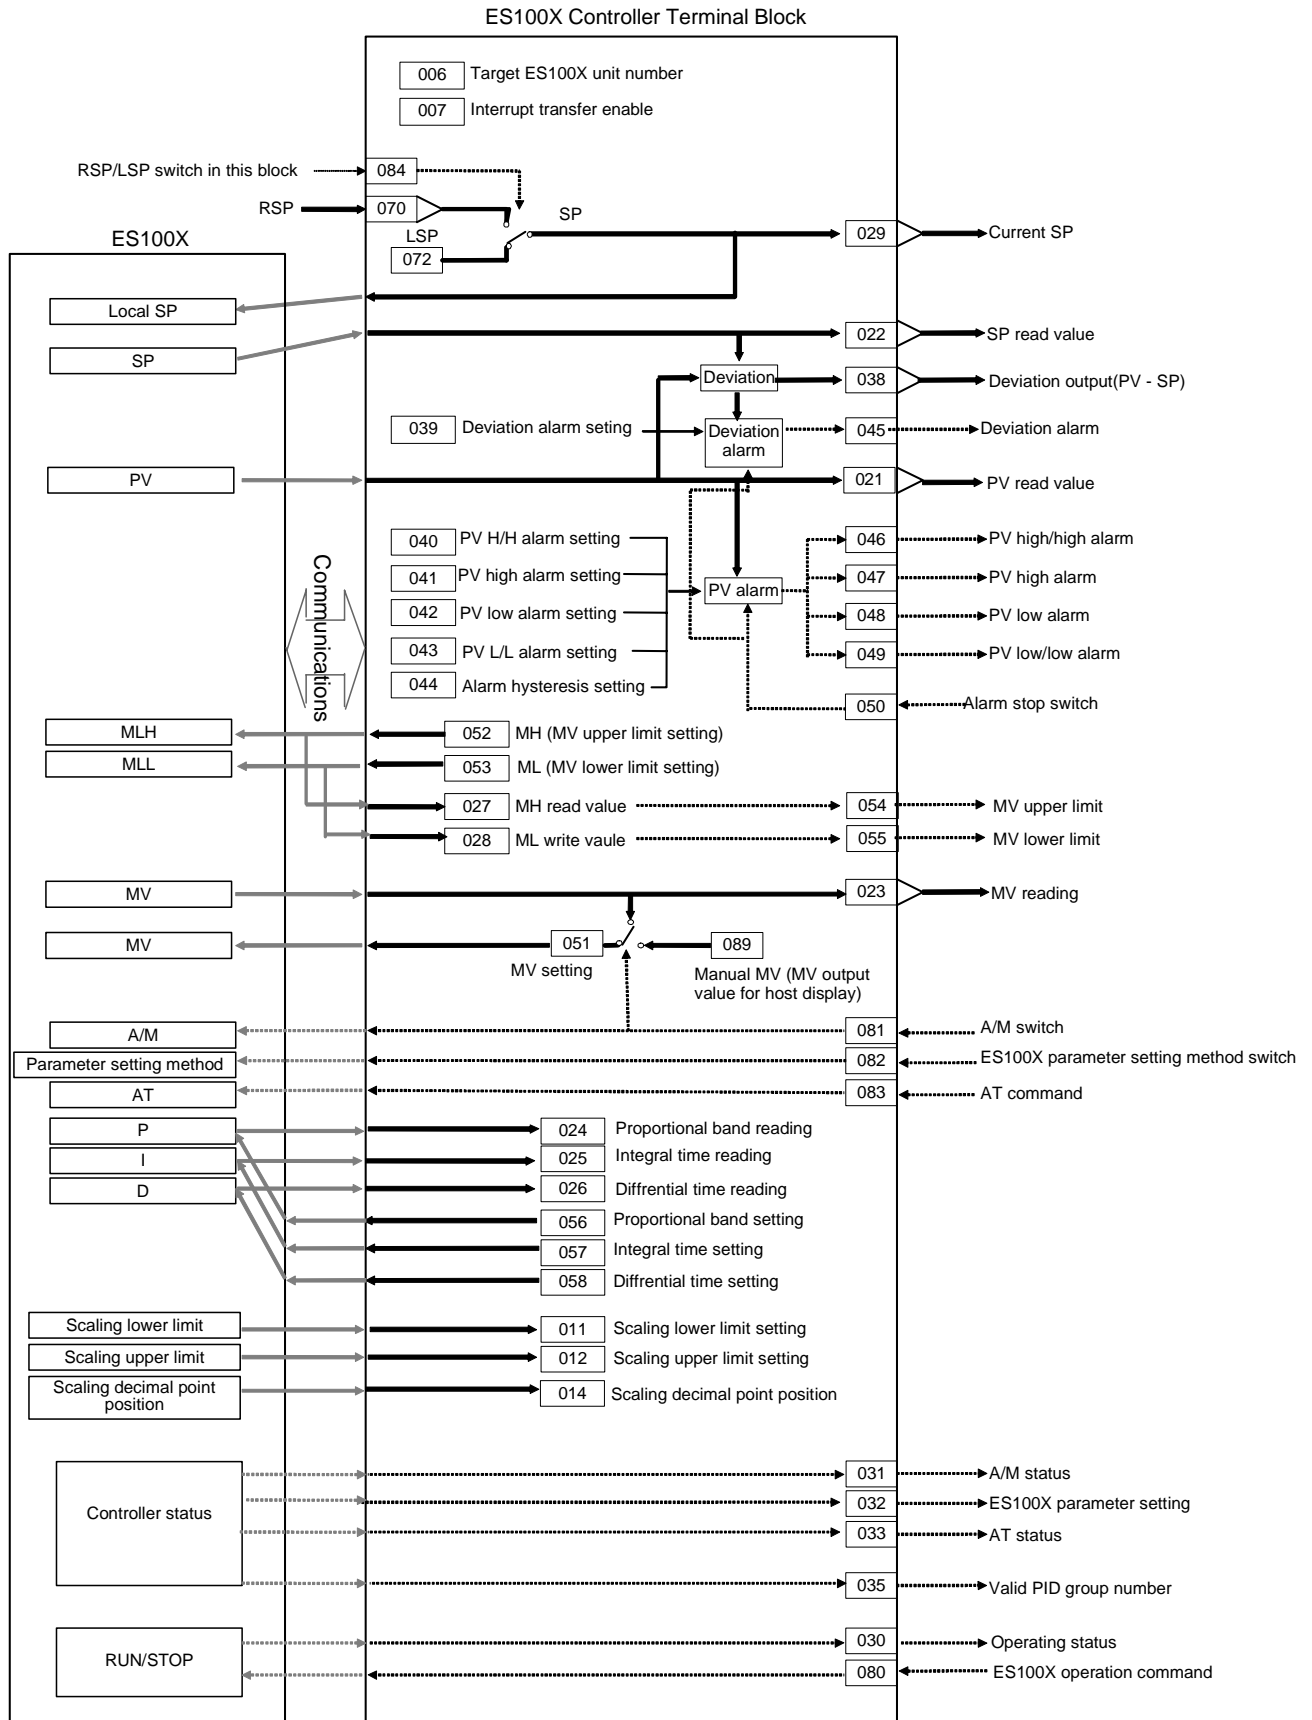 ES100X Controller Terminal Block
006 Target ES100X unit number
007 Interrupt transfer enable
RSP/LSP switch in this block 084
RSP 070
SP
LSP
072
029 Current SP
ES100X
Local SP
SP
022 SP read value
Deviation 038 Deviation output(PV - SP)
039 Deviation alarm seting
Deviation
alarm
045 Deviation alarm
PV
021 PV read value
Communications
040 PV H/H alarm setting
041 PV high alarm setting
042 PV low alarm setting
043 PV L/L alarm setting
044 Alarm hysteresis setting
PV alarm
046 PV high/high alarm
047 PV high alarm
048 PV low alarm
049 PV low/low alarm
050 Alarm stop switch
MLH
052 MH (MV upper limit setting)
MLL
053 ML (MV lower limit setting)
027 MH read value 054 MV upper limit
028 ML write vaule 055 MV lower limit
MV
023 MV reading
MV
051
MV setting
089
Manual MV (MV output
value for host display)
A/M
081 A/M switch
Parameter setting method
082 ES100X parameter setting method switch
AT
083 AT command
P
024 Proportional band reading
I
025 Integral time reading
D
026 Diffrential time reading
056 Proportional band setting
057 Integral time setting
058 Diffrential time setting
Scaling lower limit
011 Scaling lower limit setting
Scaling upper limit
012 Scaling upper limit setting
Scaling decimal point
position
014 Scaling decimal point position
Controller status
031 A/M status
032 ES100X parameter setting
033 AT status
035 Valid PID group number
RUN/STOP
030 Operating status
080 ES100X operation command